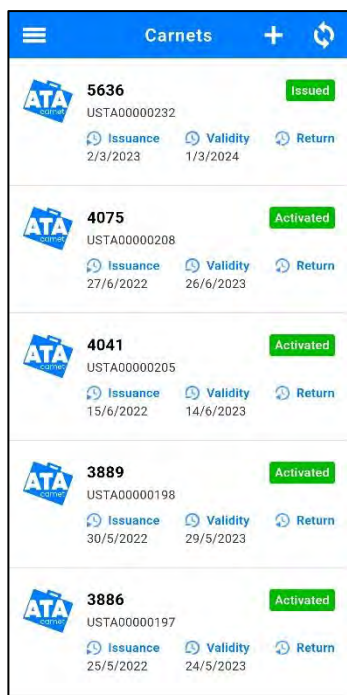 Carnets
5636 Issued
ATA carnet
USTA00000232
Issuance Validity Return
2/3/2023 1/3/2024
4075 Activated
ATA carnet
USTA00000208
Issuance Validity Return
27/6/2022 26/6/2023
4041 Activated
ATA carnet
USTA00000205
Issuance Validity Return
15/6/2022 14/6/2023
3889 Activated
ATA carnet
USTA00000198
Issuance Validity Return
30/5/2022 29/5/2023
3886 Activated
ATA carnet
USTA00000197
Issuance Validity Return
25/5/2022 24/5/2023